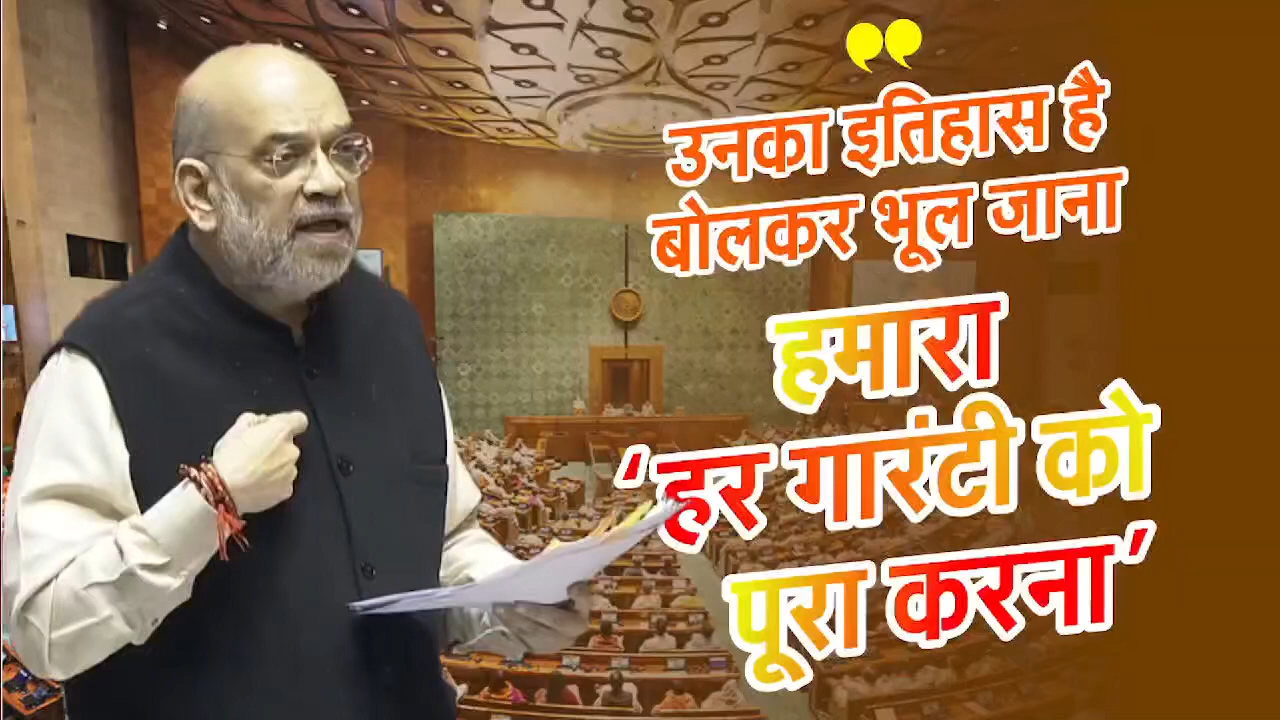 ❞
उनका इतिहास है
बोलकर भूल जाना
हमारा
‘हर गारंटी को
पूरा करना’